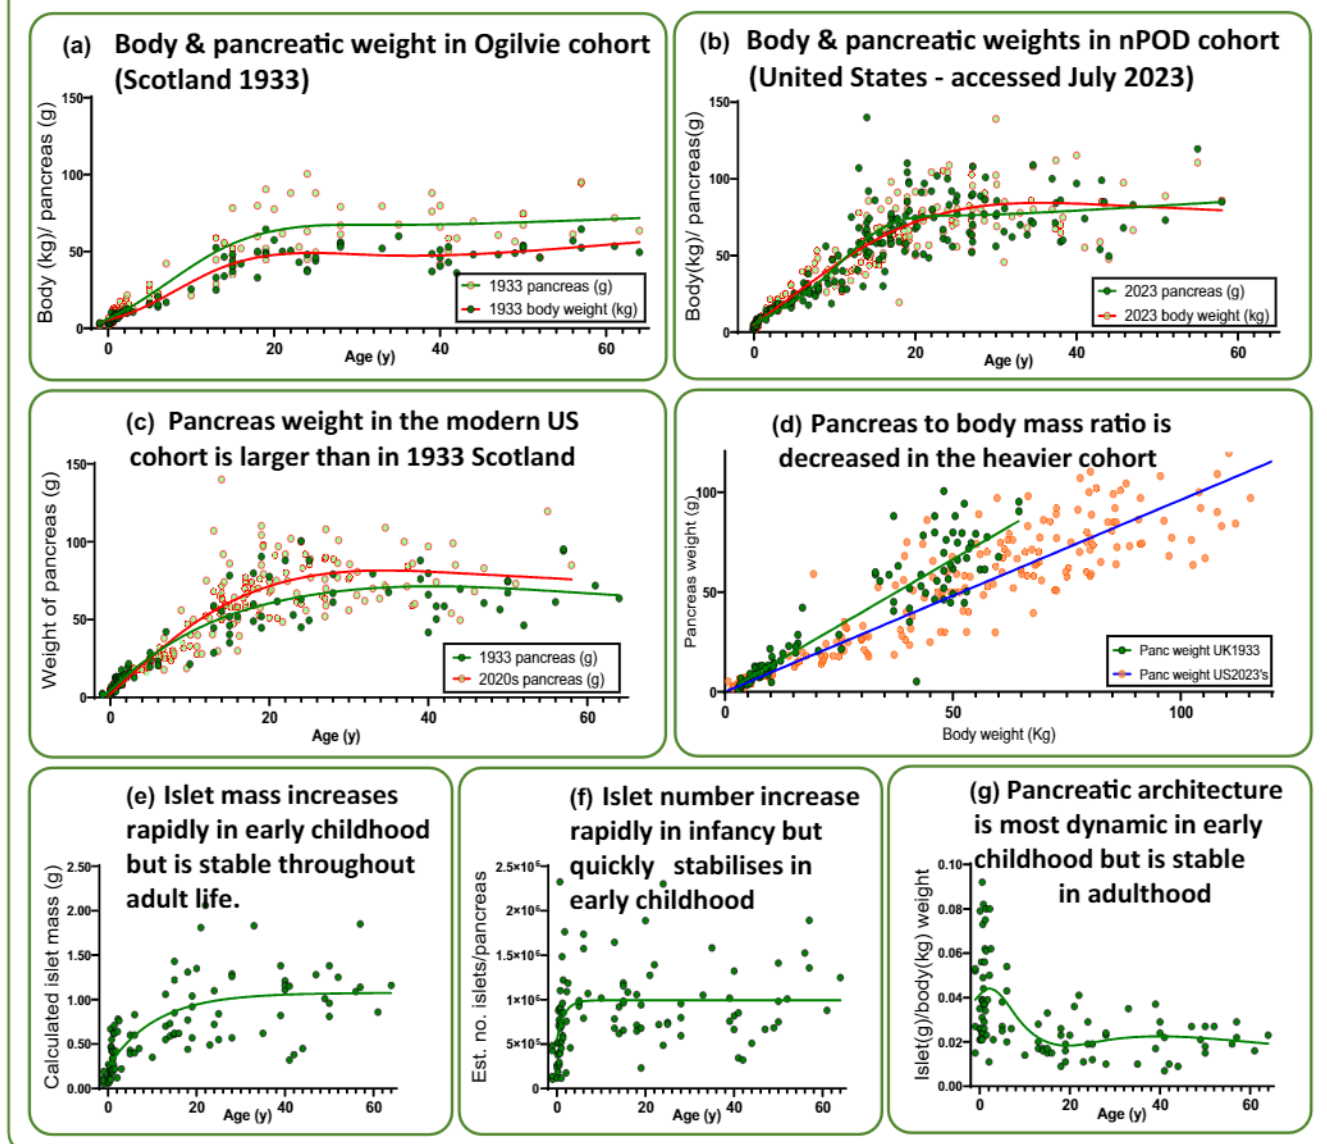 (a) Body & pancreatic weight in Ogilvie cohort
(Scotland 1933)
150
100
50
0
Body (kg)/ pancreas (g)
0 20 40 60
Age (y)
1933 pancreas (g)
1933 body weight (kg)
(b) Body & pancreatic weights in nPOD cohort
(United States - accessed July 2023)
150
100
50
0
Body(kg)/ pancreas(g)
0 20 40 60
Age (y)
2023 pancreas (g)
2023 body weight (kg)
(c) Pancreas weight in the modern US
cohort is larger than in 1933 Scotland
150
100
50
0
Weight of pancreas (g)
0 20 40 60
Age (y)
1933 pancreas (g)
2020s pancreas (g)
(d) Pancreas to body mass ratio is
decreased in the heavier cohort
100
50
0
Pancreas weight (g)
0 50 100
Body weight (Kg)
Panc weight UK1933
Panc weight US2023's
(e) Islet mass increases
rapidly in early childhood
but is stable throughout
adult life.
2.50
2.00
1.50
1.00
0.50
0.00
Calculated islet mass (g)
0 20 40 60
Age (y)
(f) Islet number increase
rapidly in infancy but
quickly stabilises in
early childhood
2.5×10⁶
2×10⁶
1.5×10⁶
1×10⁶
5×10⁵
0
Est. no. islets/pancreas
0 20 40 60
Age (y)
(g) Pancreatic architecture
is most dynamic in early
childhood but is stable
in adulthood
0.10
0.08
0.06
0.04
0.02
0.00
Islet(g)/body(kg) weight
0 20 40 60
Age (y)